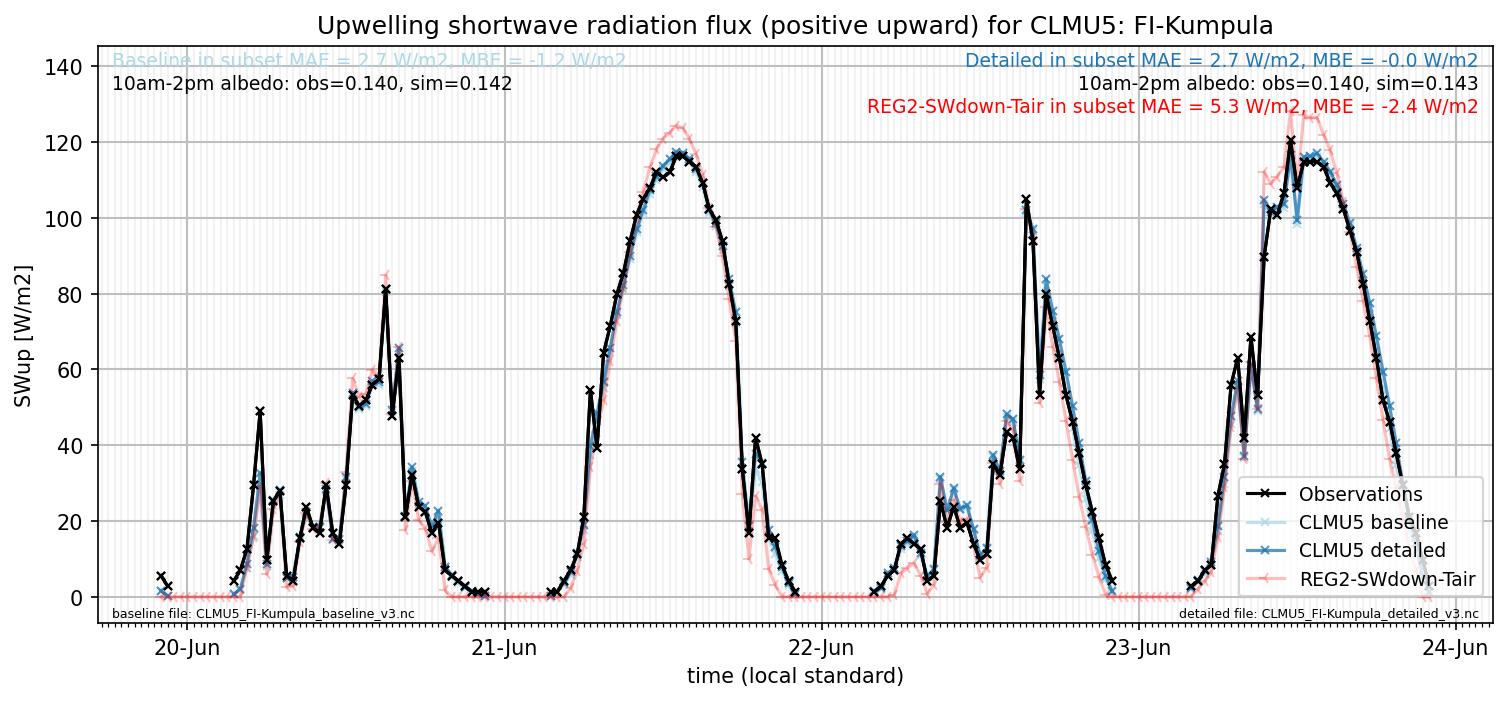 Upwelling shortwave radiation flux (positive upward) for CLMU5: FI-Kumpula
Baseline in subset MAE = 2.7 W/m2, MBE = -1.2 W/m2
10am-2pm albedo: obs=0.140, sim=0.142
Detailed in subset MAE = 2.7 W/m2, MBE = -0.0 W/m2
10am-2pm albedo: obs=0.140, sim=0.143
REG2-SWdown-Tair in subset MAE = 5.3 W/m2, MBE = -2.4 W/m2
SWup [W/m2]
140
120
100
80
60
40
20
0
Observations
CLMU5 baseline
CLMU5 detailed
REG2-SWdown-Tair
baseline file: CLMU5_FI-Kumpula_baseline_v3.nc
detailed file: CLMU5_FI-Kumpula_detailed_v3.nc
20-Jun
21-Jun
22-Jun
23-Jun
24-Jun
time (local standard)